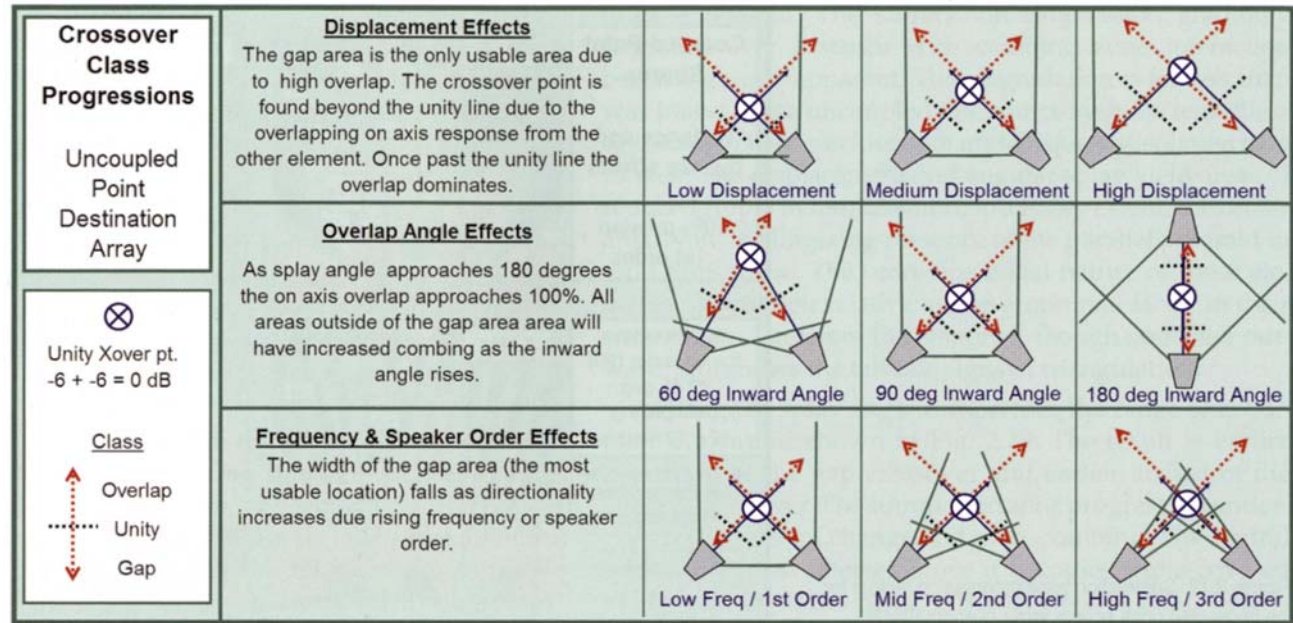 Crossover
Class
Progressions
Uncoupled
Point
Destination
Array
Unity Xover pt.
-6 + -6 = 0 dB
Class
Overlap
Unity
Gap
Displacement Effects
The gap area is the only usable area due
to high overlap. The crossover point is
found beyond the unity line due to the
overlapping on axis response from the
other element. Once past the unity line the
overlap dominates.
Low Displacement
Medium Displacement
High Displacement
Overlap Angle Effects
As splay angle approaches 180 degrees
the on axis overlap approaches 100%. All
areas outside of the gap area area will
have increased combing as the inward
angle rises.
60 deg Inward Angle
90 deg Inward Angle
180 deg Inward Angle
Frequency & Speaker Order Effects
The width of the gap area (the most
usable location) falls as directionality
increases due rising frequency or speaker
order.
Low Freq / 1st Order
Mid Freq / 2nd Order
High Freq / 3rd Order